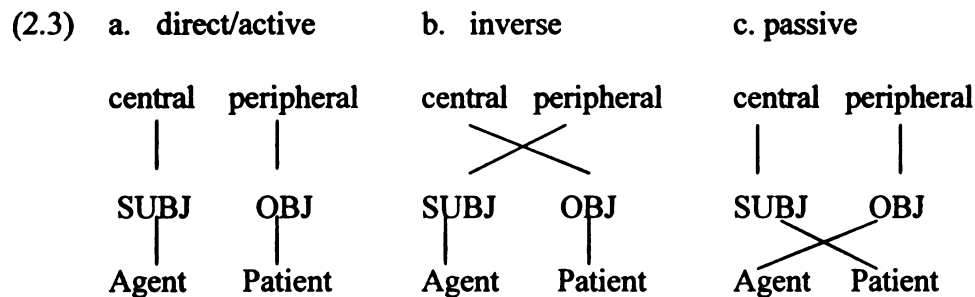 (2.3) a. direct/active b. inverse c. passive
central peripheral central peripheral central peripheral
SUBJ OBJ SUBJ OBJ SUBJ OBJ
Agent Patient Agent Patient Agent Patient